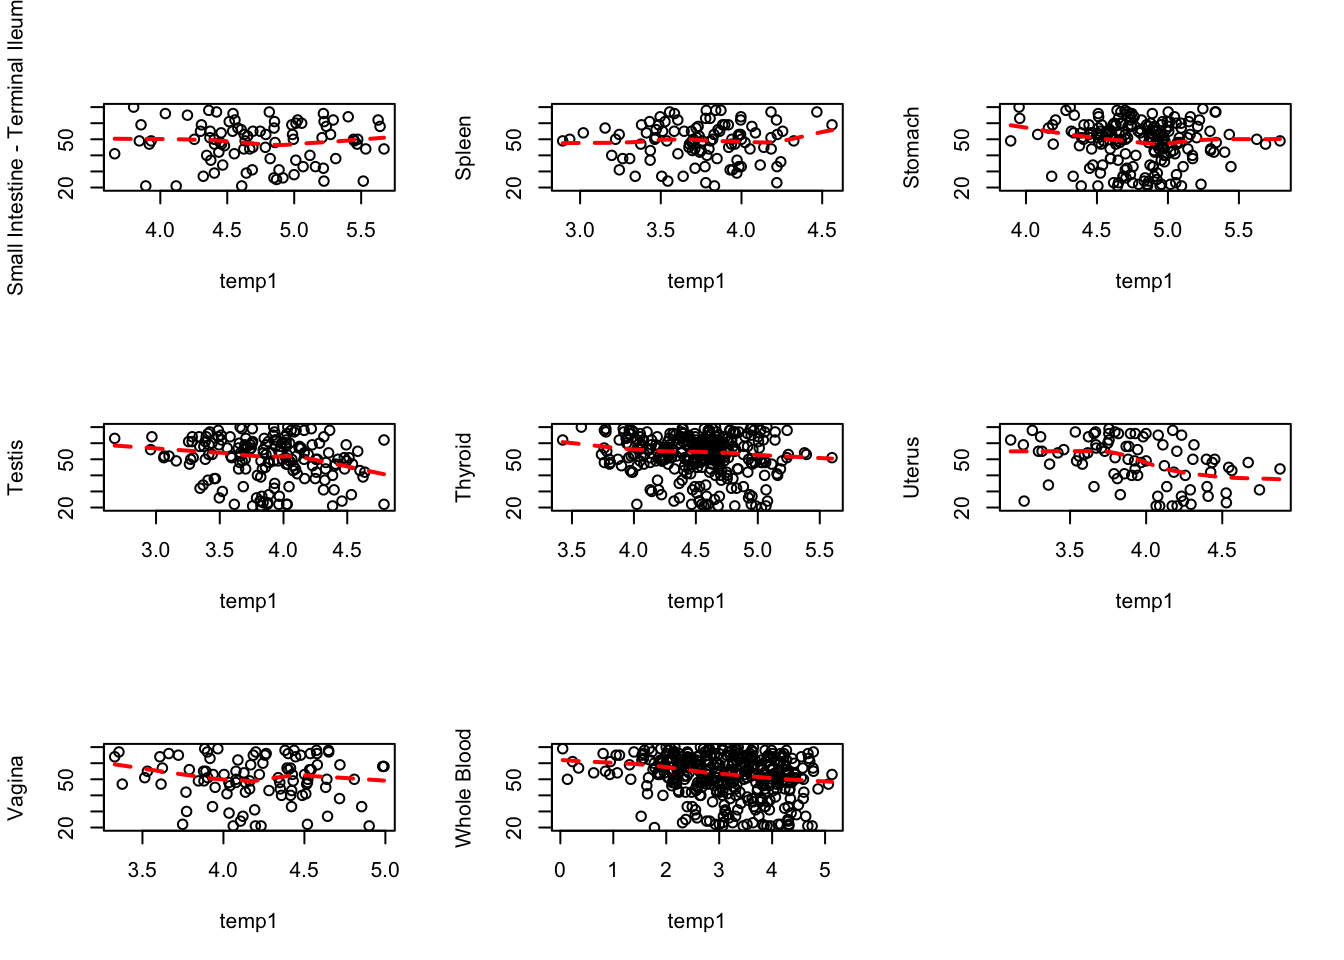 Small Intestine - Terminal Ileum
20 50
4.0 4.5 5.0 5.5
temp1
Spleen
20 50
3.0 3.5 4.0 4.5
temp1
Stomach
20 50
4.0 4.5 5.0 5.5
temp1
Testis
20 50
3.0 3.5 4.0 4.5
temp1
Thyroid
20 50
3.5 4.0 4.5 5.0 5.5
temp1
Uterus
20 50
3.5 4.0 4.5
temp1
Vagina
20 50
3.5 4.0 4.5 5.0
temp1
Whole Blood
20 50
0 1 2 3 4 5
temp1